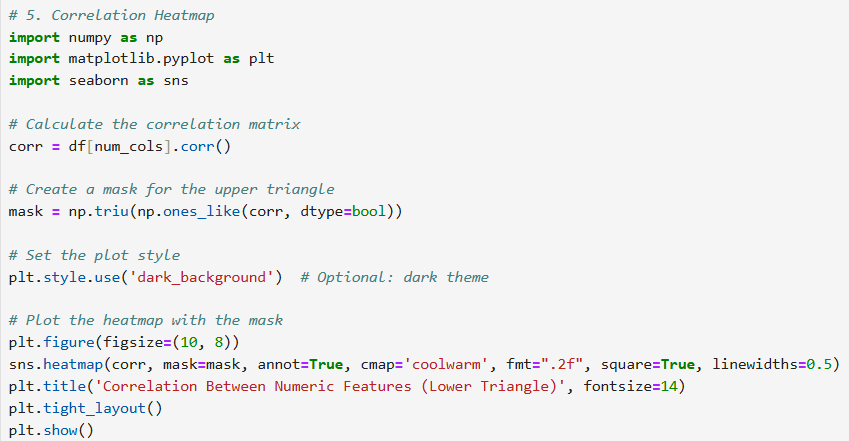 # 5. Correlation Heatmap
import numpy as np
import matplotlib.pyplot as plt
import seaborn as sns
# Calculate the correlation matrix
corr = df[num_cols].corr()
# Create a mask for the upper triangle
mask = np.triu(np.ones_like(corr, dtype=bool))
# Set the plot style
plt.style.use('dark_background')  # Optional: dark theme
# Plot the heatmap with the mask
plt.figure(figsize=(10, 8))
sns.heatmap(corr, mask=mask, annot=True, cmap='coolwarm', fmt=".2f", square=True, linewidths=0.5)
plt.title('Correlation Between Numeric Features (Lower Triangle)', fontsize=14)
plt.tight_layout()
plt.show()